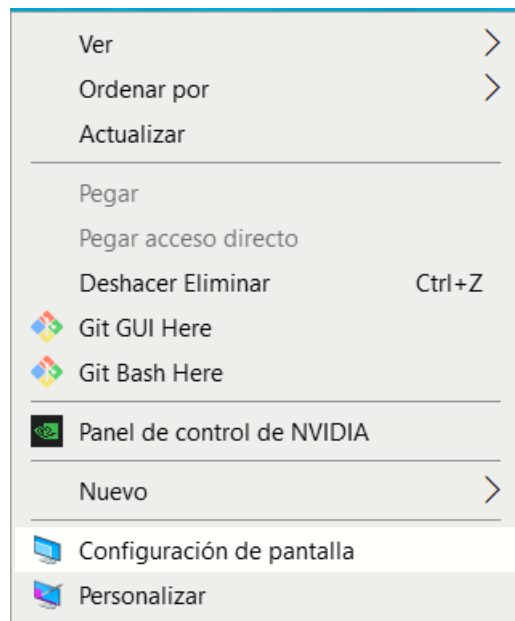 Ver
Ordenar por
Actualizar
Pegar
Pegar acceso directo
Deshacer Eliminar Ctrl+Z
Git GUI Here
Git Bash Here
Panel de control de NVIDIA
Nuevo
Configuración de pantalla
Personalizar